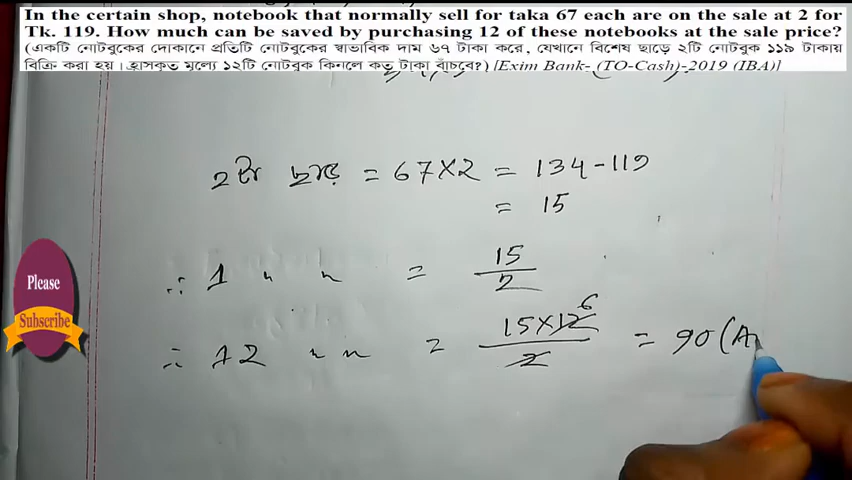 In the certain shop, notebook that normally sell for taka 67 each are on the sale at 2 for
Tk. 119. How much can be saved by purchasing 12 of these notebooks at the sale price?
(একটি নোটবুকের দোকানে প্রতিটি নোটবুকের স্বাভাবিক দাম ৬৭ টাকা করে, যেখানে বিশেষ ছাড়ে ২টি নোটবুক ১১৯ টাকায়
বিক্রি করা হয়। হ্রাসকৃত মূল্যে ১২টি নোটবুক কিনলে কত টাকা বাঁচবে?) [Exim Bank- (TO-Cash)-2019 (IBA)]
2টি ছাড়ে = 67×2 = 134-119
= 15
∴ 1 " " = 15/2
∴ 12 " " = 15×12/2 6 = 90 (An
Please
Subscribe